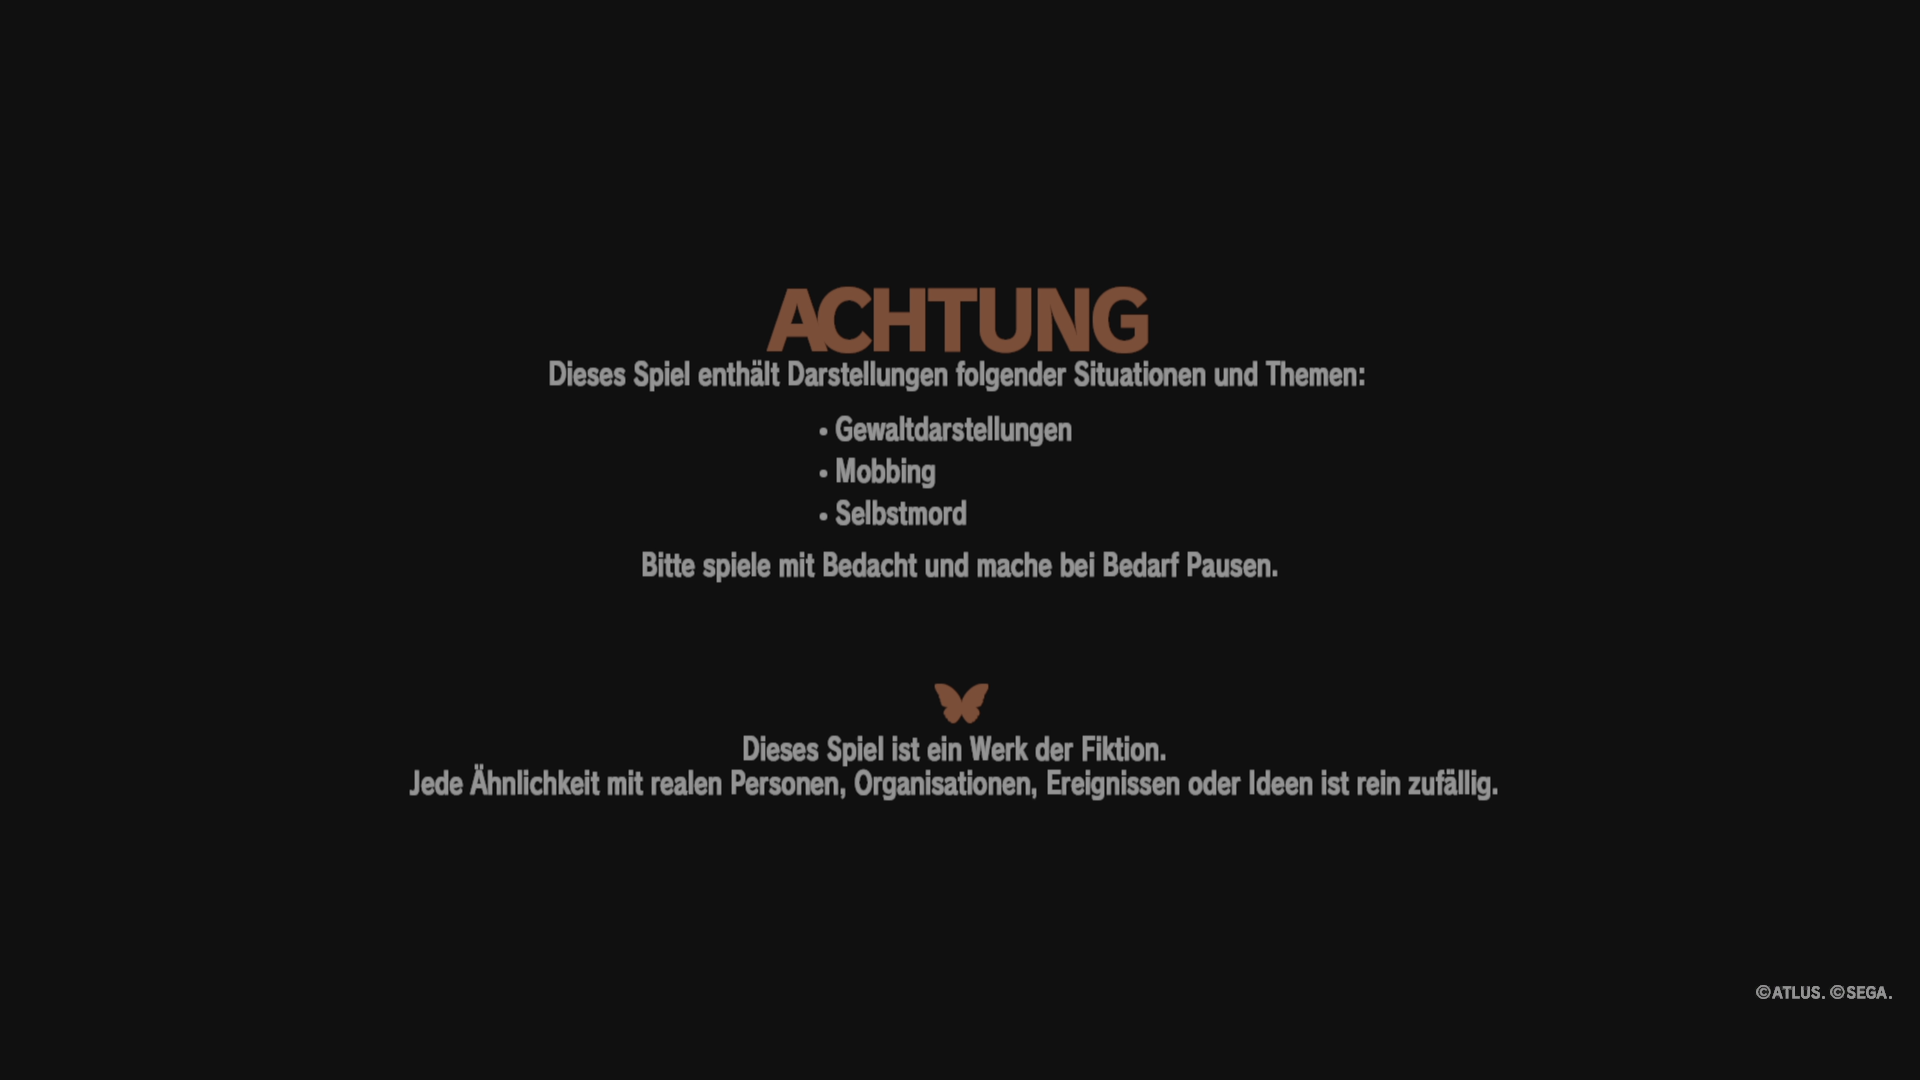 ACHTUNG
Dieses Spiel enthält Darstellungen folgender Situationen und Themen:
• Gewaltdarstellungen
• Mobbing
• Selbstmord
Bitte spiele mit Bedacht und mache bei Bedarf Pausen.
Dieses Spiel ist ein Werk der Fiktion.
Jede Ähnlichkeit mit realen Personen, Organisationen, Ereignissen oder Ideen ist rein zufällig.
©ATLUS. ©SEGA.